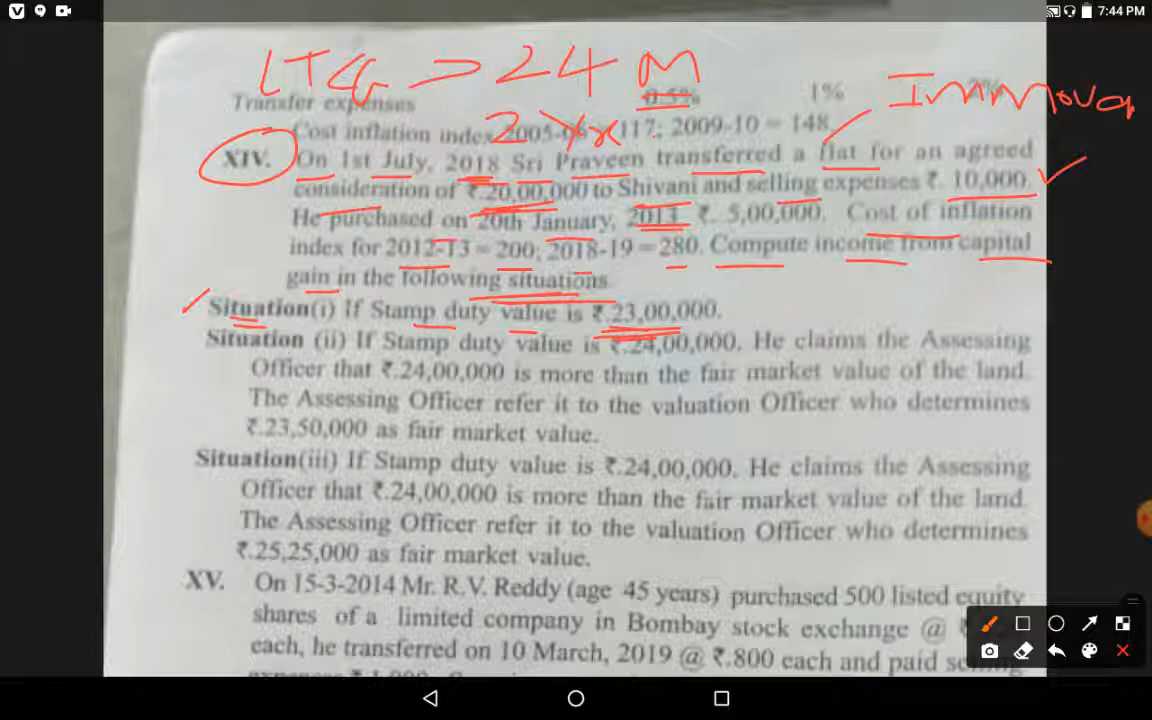 7:44 PM
LTCG => 24 M
Transfer expenses 0.5% 1% 2%
Immova
Cost inflation index 2005-06 117; 2009-10 = 148.
2 Yr
XIV. On 1st July, 2018 Sri Praveen transferred a flat for an agreed
consideration of ₹.20,00,000 to Shivani and selling expenses ₹. 10,000
He purchased on 20th January, 2013 ₹. 5,00,000. Cost of inflation
index for 2012-13 = 200; 2018-19 = 280. Compute income from capital
gain in the following situations.
Situation(i) If Stamp duty value is ₹.23,00,000.
Situation (ii) If Stamp duty value is ₹.24,00,000. He claims the Assessing
Officer that ₹.24,00,000 is more than the fair market value of the land.
The Assessing Officer refer it to the valuation Officer who determines
₹.23,50,000 as fair market value.
Situation(iii) If Stamp duty value is ₹.24,00,000. He claims the Assessing
Officer that ₹.24,00,000 is more than the fair market value of the land.
The Assessing Officer refer it to the valuation Officer who determines
₹.25,25,000 as fair market value.
XV. On 15-3-2014 Mr. R.V. Reddy (age 45 years) purchased 500 listed equity
shares of a limited company in Bombay stock exchange @
each, he transferred on 10 March, 2019 @ ₹.800 each and paid selling